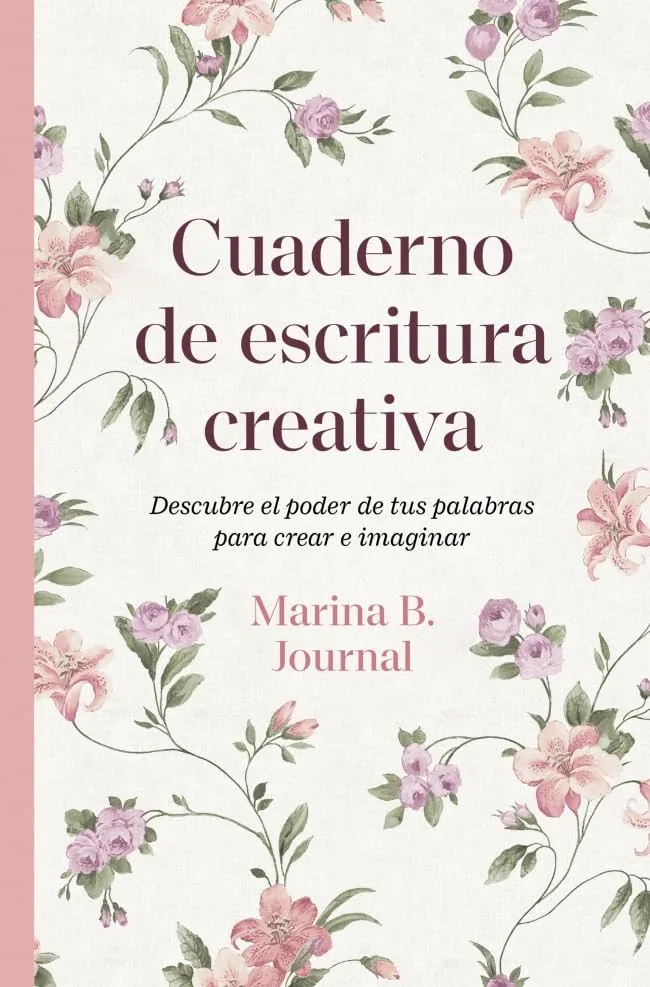 Cuaderno
de escritura
creativa
Descubre el poder de tus palabras
para crear e imaginar
Marina B.
Journal